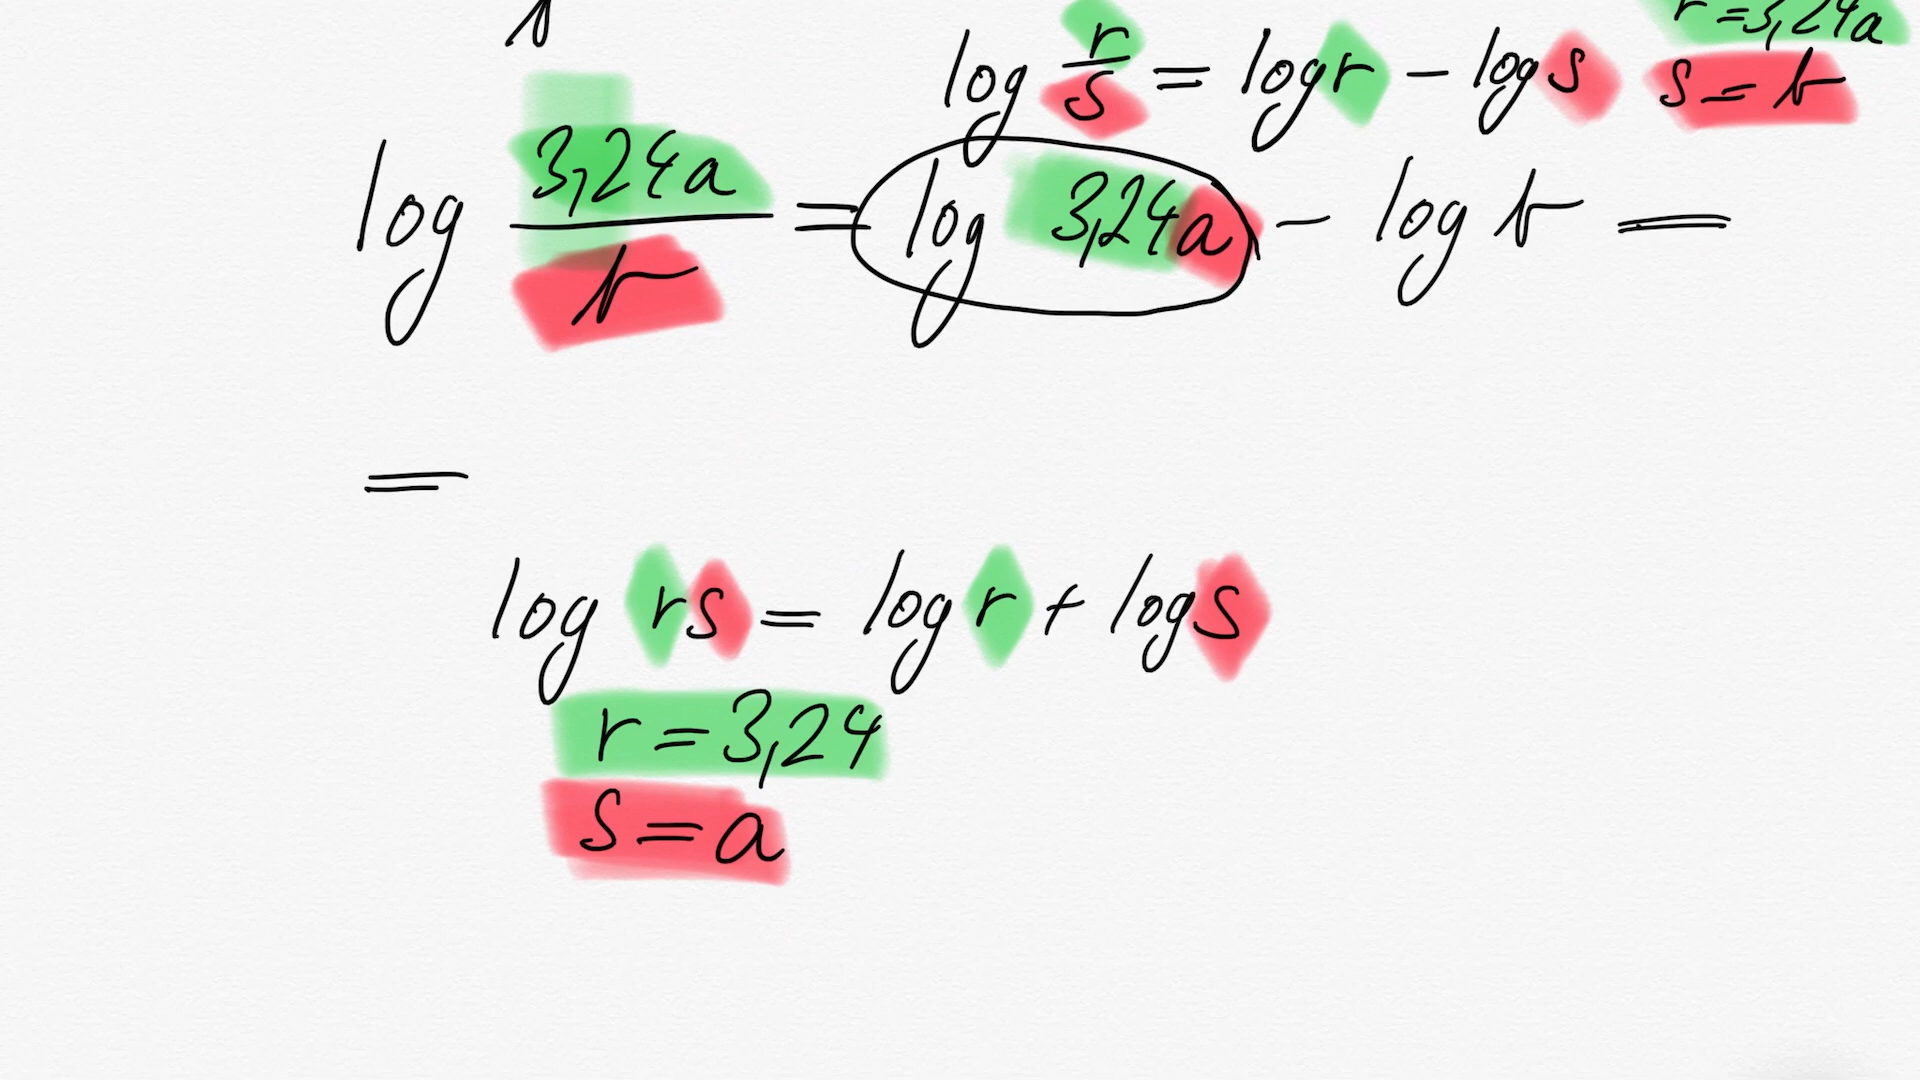 log r/s = log r − log s
r = 3,24a
s = b
log 3,24a/b = log 3,24a − log b =
=
log rs = log r + log s
r = 3,24
s = a